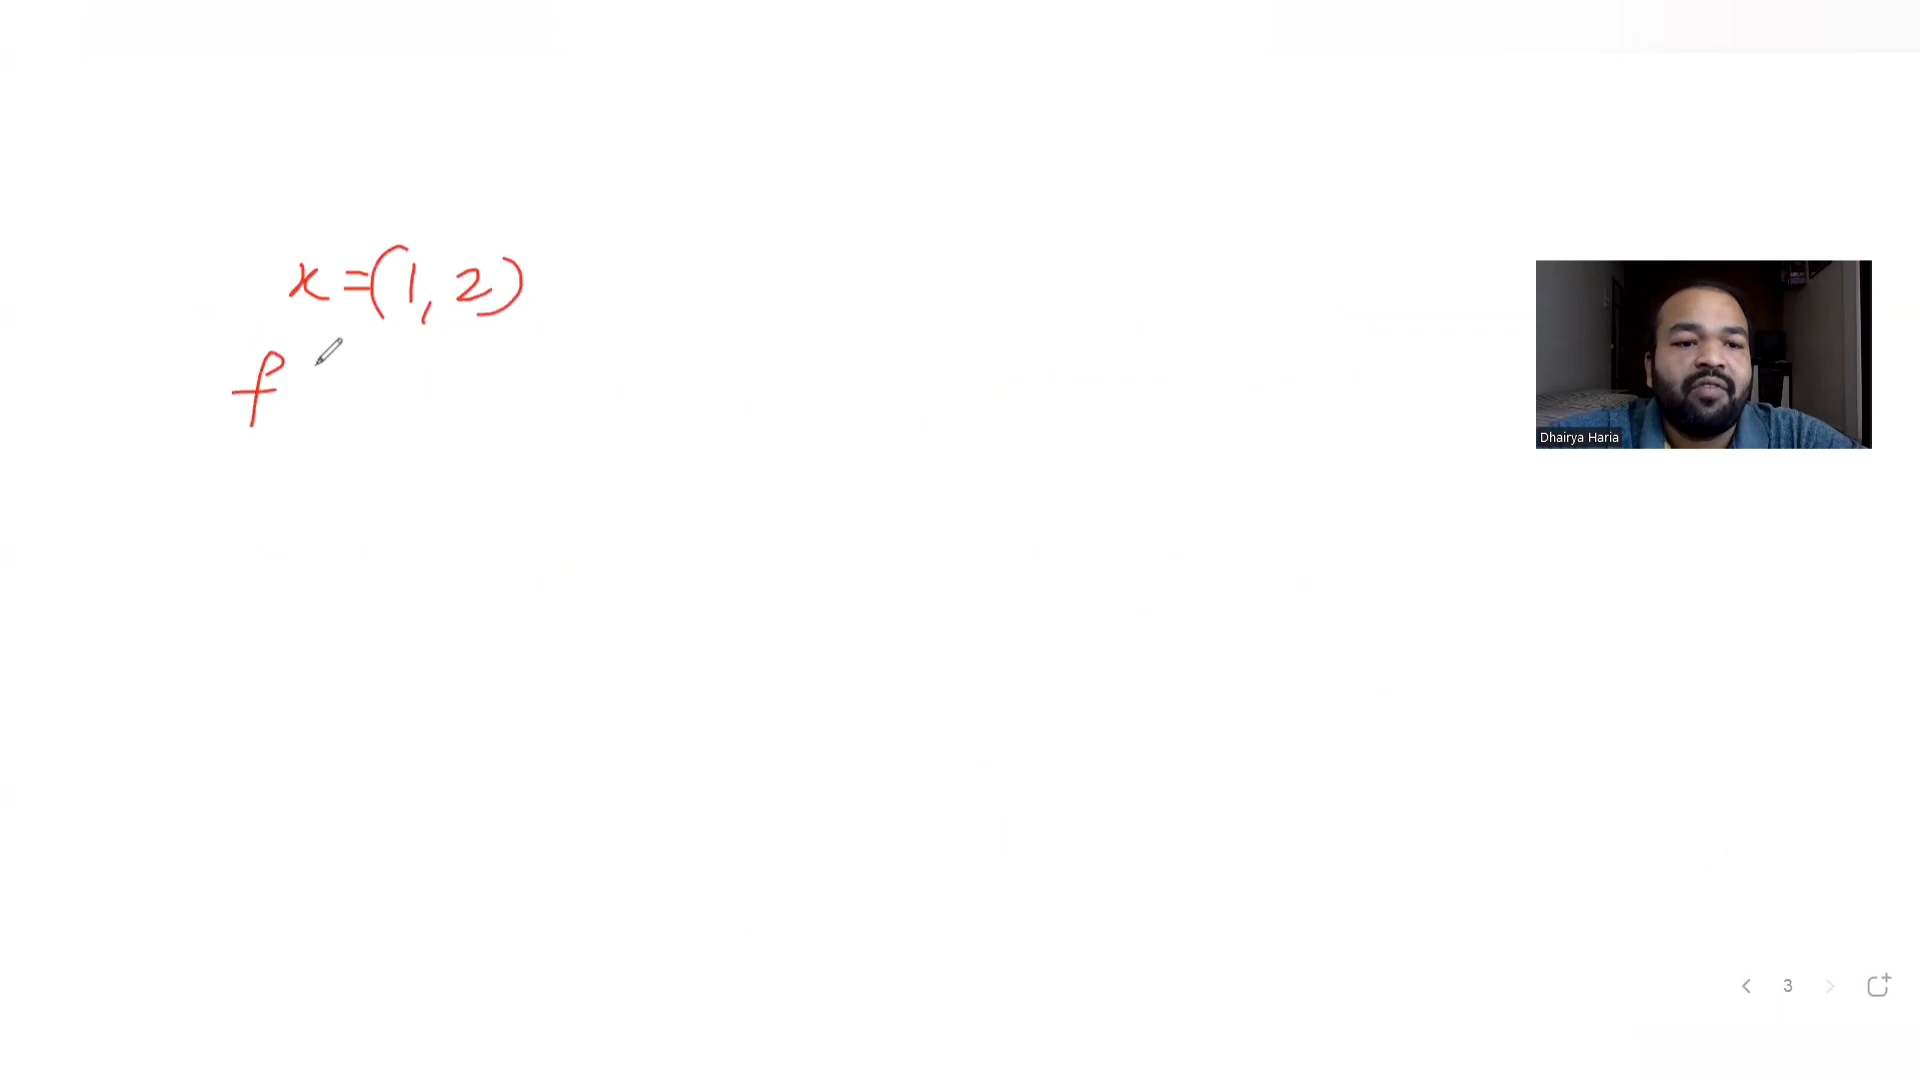 x = (1, 2)
f
Dhairya Haria
3